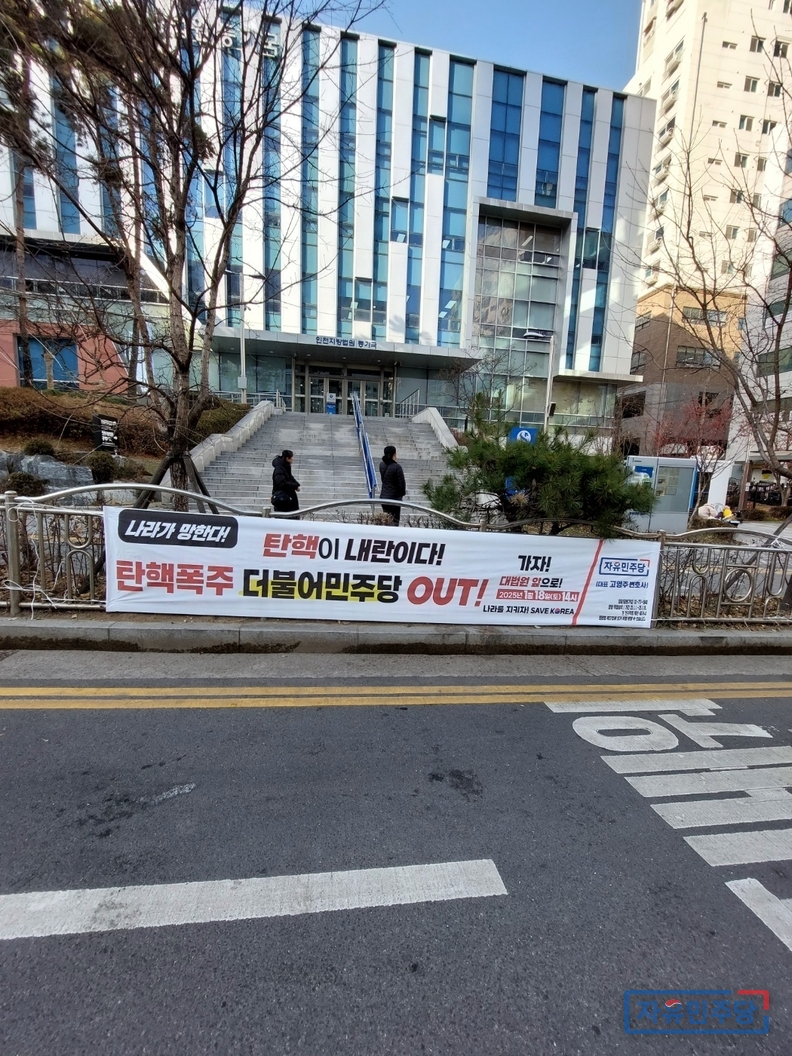 인천지방법원 등기국
나라가 망한다!
탄핵이 내란이다!
탄핵폭주 더불어민주당 OUT!
가자!
대법원 앞으로!
2025년 1월 18일(토) 14시
나라를 지키자! SAVE KOREA
자유민주당
(대표 고영주 변호사)
자유민주당